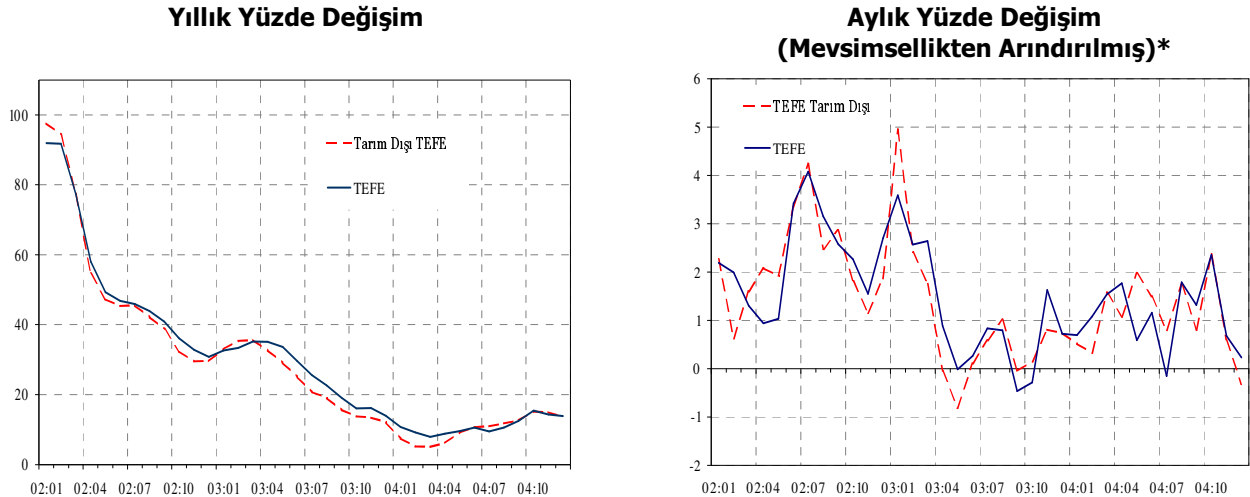 Yıllık Yüzde Değişim
100
80
60
40
20
0
Tarım Dışı TEFE
TEFE
02:01 02:04 02:07 02:10 03:01 03:04 03:07 03:10 04:01 04:04 04:07 04:10
Aylık Yüzde Değişim
(Mevsimsellikten Arındırılmış)*
6
5
4
3
2
1
0
-1
-2
TEFE Tarım Dışı
TEFE
02:01 02:04 02:07 02:10 03:01 03:04 03:07 03:10 04:01 04:04 04:07 04:10